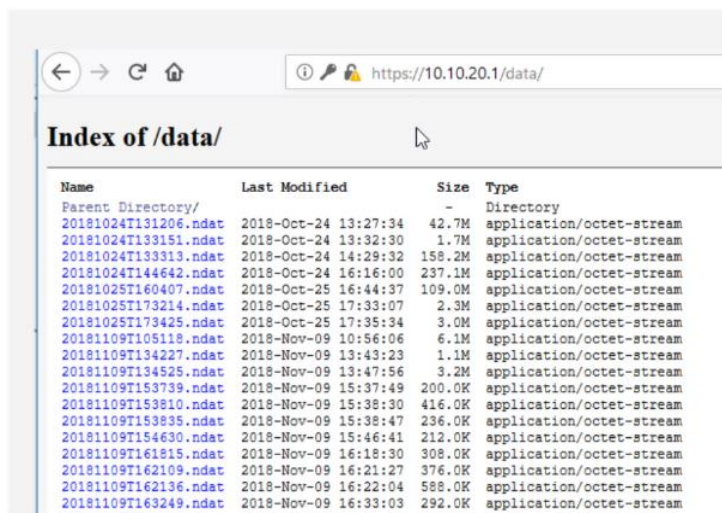 https://10.10.20.1/data/
Index of /data/
Name Last Modified Size Type
Parent Directory/ - Directory
20181024T131206.ndat 2018-Oct-24 13:27:34 42.7M application/octet-stream
20181024T133151.ndat 2018-Oct-24 13:32:30 1.7M application/octet-stream
20181024T133313.ndat 2018-Oct-24 14:29:32 158.2M application/octet-stream
20181024T144642.ndat 2018-Oct-24 16:16:00 237.1M application/octet-stream
20181025T160407.ndat 2018-Oct-25 16:44:37 109.0M application/octet-stream
20181025T173214.ndat 2018-Oct-25 17:33:07 2.3M application/octet-stream
20181025T173425.ndat 2018-Oct-25 17:35:34 3.0M application/octet-stream
20181109T105118.ndat 2018-Nov-09 10:56:06 6.1M application/octet-stream
20181109T134227.ndat 2018-Nov-09 13:43:23 1.1M application/octet-stream
20181109T134525.ndat 2018-Nov-09 13:47:56 3.2M application/octet-stream
20181109T153739.ndat 2018-Nov-09 15:37:49 200.0K application/octet-stream
20181109T153810.ndat 2018-Nov-09 15:38:30 416.0K application/octet-stream
20181109T153835.ndat 2018-Nov-09 15:38:47 236.0K application/octet-stream
20181109T154630.ndat 2018-Nov-09 15:46:41 212.0K application/octet-stream
20181109T161815.ndat 2018-Nov-09 16:18:30 308.0K application/octet-stream
20181109T162109.ndat 2018-Nov-09 16:21:27 376.0K application/octet-stream
20181109T162136.ndat 2018-Nov-09 16:22:04 588.0K application/octet-stream
20181109T163249.ndat 2018-Nov-09 16:33:03 292.0K application/octet-stream